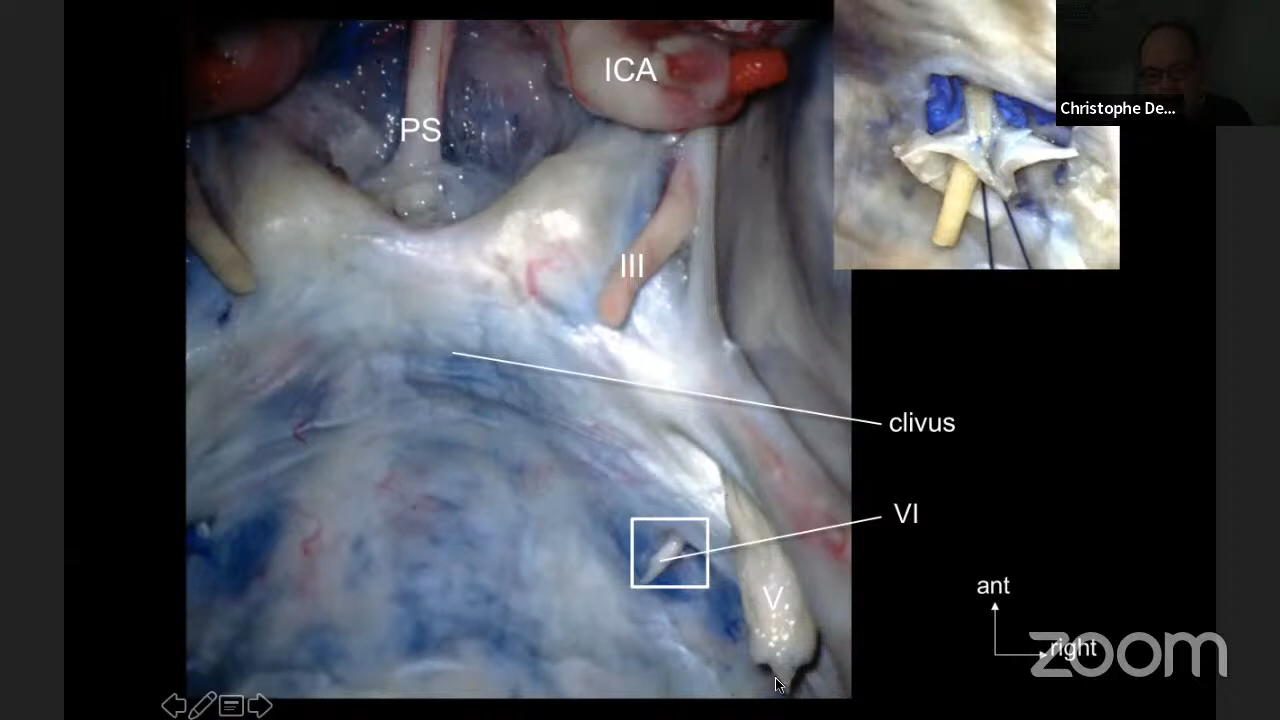 ICA
PS
Christophe De...
III
clivus
VI
V
ant
right
zoom